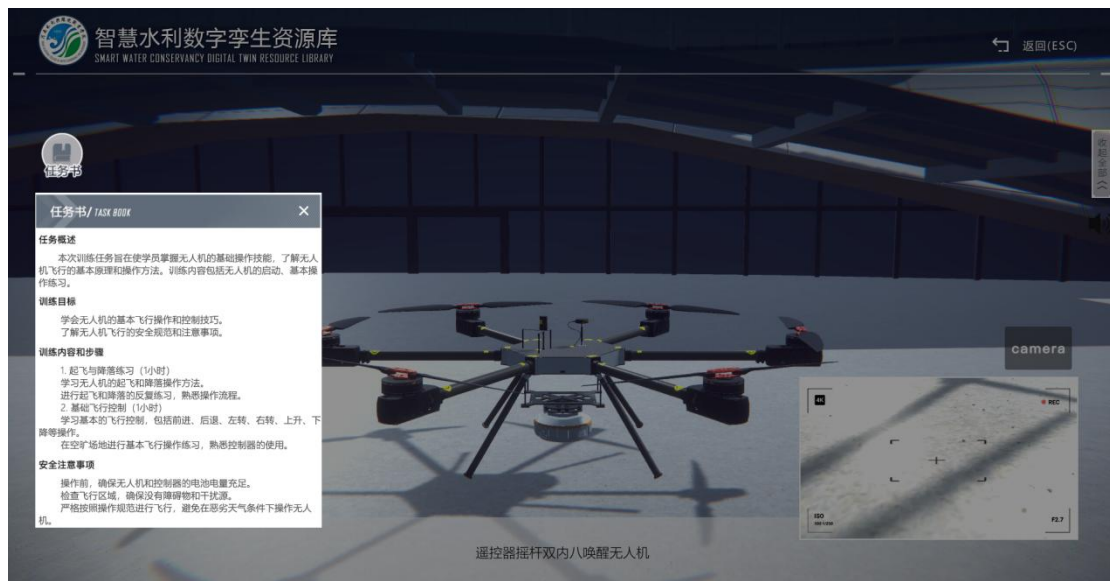 智慧水利数字孪生资源库
SMART WATER CONSERVANCY DIGITAL TWIN RESOURCE LIBRARY
返回(ESC)
任务书
收起全部
任务书/ TASK BOOK
任务概述
本次训练任务旨在使学员掌握无人机的基础操作技能，了解无人
机飞行的基本原理和操作方法。训练内容包括无人机的启动、基本操
作练习。
训练目标
学会无人机的基本飞行操作和控制技巧。
了解无人机飞行的安全规范和注意事项。
训练内容和步骤
1. 起飞与降落练习（1小时）
学习无人机的起飞和降落操作方法。
进行起飞和降落的反复练习，熟悉操作流程。
2. 基础飞行控制（1小时）
学习基本的飞行控制，包括前进、后退、左转、右转、上升、下
降等操作。
在空旷场地进行基本飞行操作练习，熟悉控制器的使用。
安全注意事项
操作前，确保无人机和控制器的电池电量充足。
检查飞行区域，确保没有障碍物和干扰源。
严格按照操作规范进行飞行，避免在恶劣天气条件下操作无人
机。
camera
4K
REC
ISO
F2.7
遥控器摇杆双内八唤醒无人机